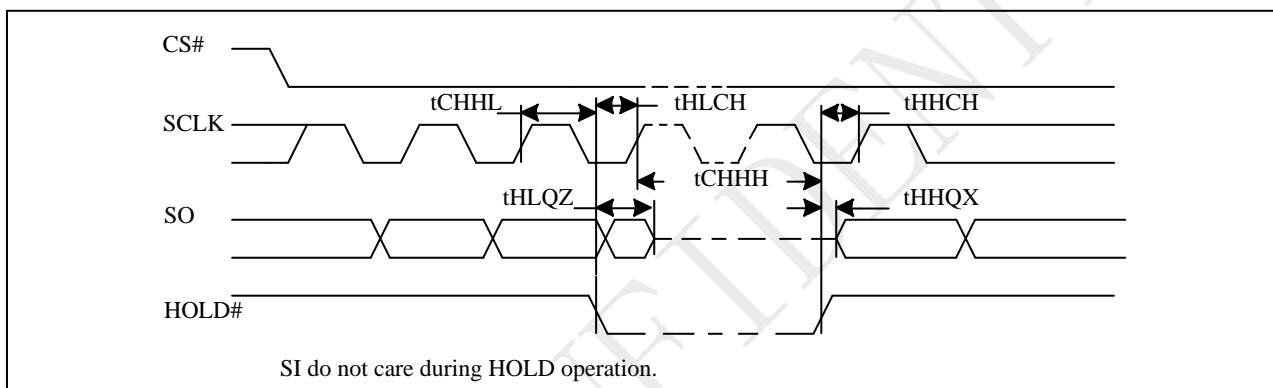 CS#
tCHHL
tHLCH
tHHCH
SCLK
tCHHH
tHLQZ
tHHQX
SO
HOLD#
SI do not care during HOLD operation.